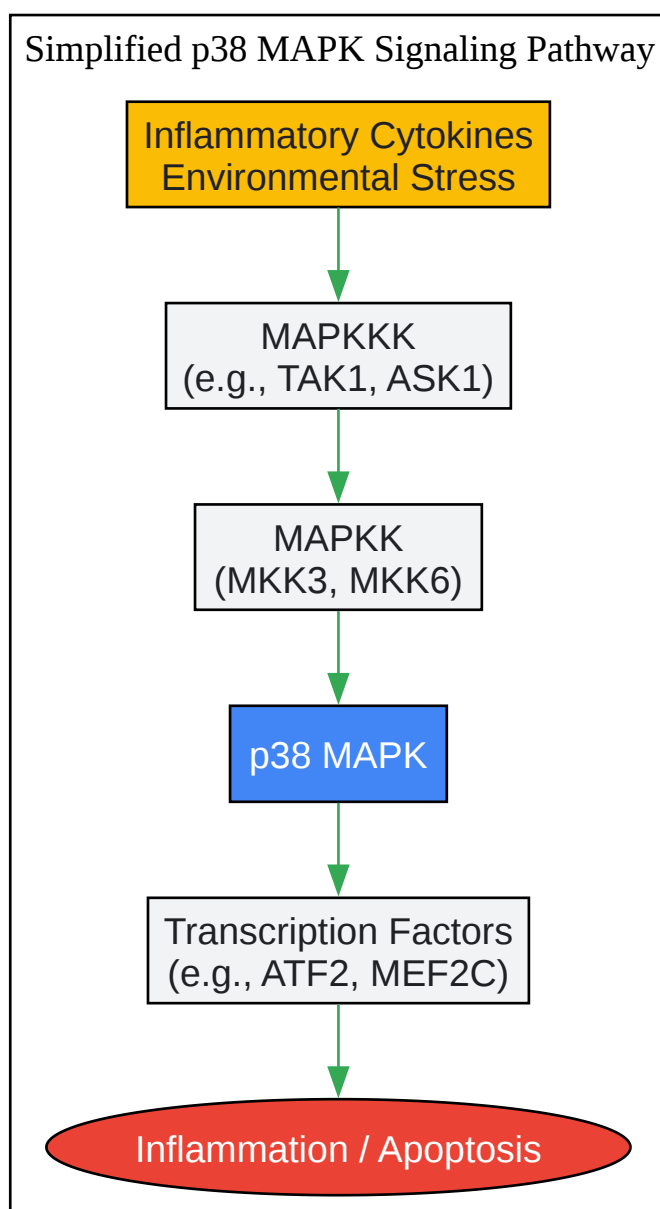 Simplified p38 MAPK Signaling Pathway
Inflammatory Cytokines
Environmental Stress
MAPKKK
(e.g., TAK1, ASK1)
MAPKK
(MKK3, MKK6)
p38 MAPK
Transcription Factors
(e.g., ATF2, MEF2C)
Inflammation / Apoptosis